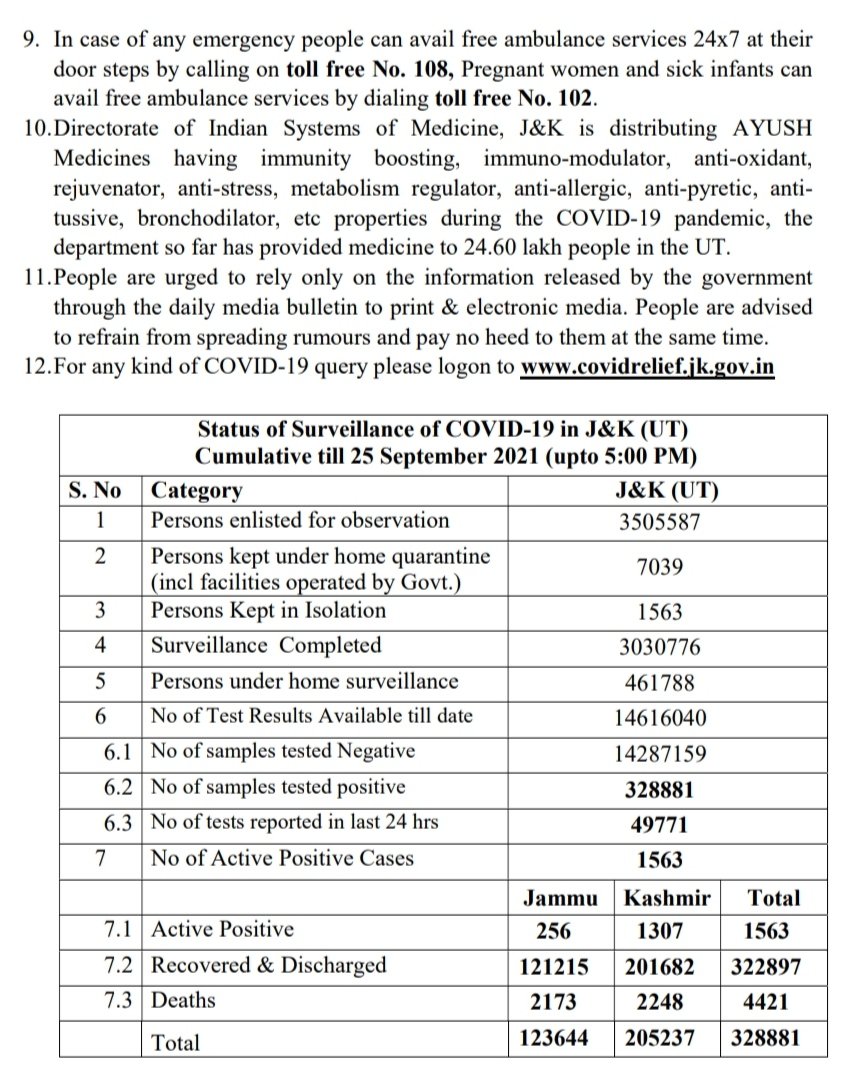 9. In case of any emergency people can avail free ambulance services 24x7 at their
door steps by calling on toll free No. 108, Pregnant women and sick infants can
avail free ambulance services by dialing toll free No. 102.
10.Directorate of Indian Systems of Medicine, J&K is distributing AYUSH
Medicines having immunity boosting, immuno-modulator, anti-oxidant,
rejuvenator, anti-stress, metabolism regulator, anti-allergic, anti-pyretic, anti-
tussive, bronchodilator, etc properties during the COVID-19 pandemic, the
department so far has provided medicine to 24.60 lakh people in the UT.
11.People are urged to rely only on the information released by the government
through the daily media bulletin to print & electronic media. People are advised
to refrain from spreading rumours and pay no heed to them at the same time.
12.For any kind of COVID-19 query please logon to www.covidrelief.jk.gov.in
Status of Surveillance of COVID-19 in J&K (UT)
Cumulative till 25 September 2021 (upto 5:00 PM)
S. No Category J&K (UT)
1 Persons enlisted for observation 3505587
2 Persons kept under home quarantine
(incl facilities operated by Govt.) 7039
3 Persons Kept in Isolation 1563
4 Surveillance Completed 3030776
5 Persons under home surveillance 461788
6 No of Test Results Available till date 14616040
6.1 No of samples tested Negative 14287159
6.2 No of samples tested positive 328881
6.3 No of tests reported in last 24 hrs 49771
7 No of Active Positive Cases 1563
Jammu Kashmir Total
7.1 Active Positive 256 1307 1563
7.2 Recovered & Discharged 121215 201682 322897
7.3 Deaths 2173 2248 4421
Total 123644 205237 328881